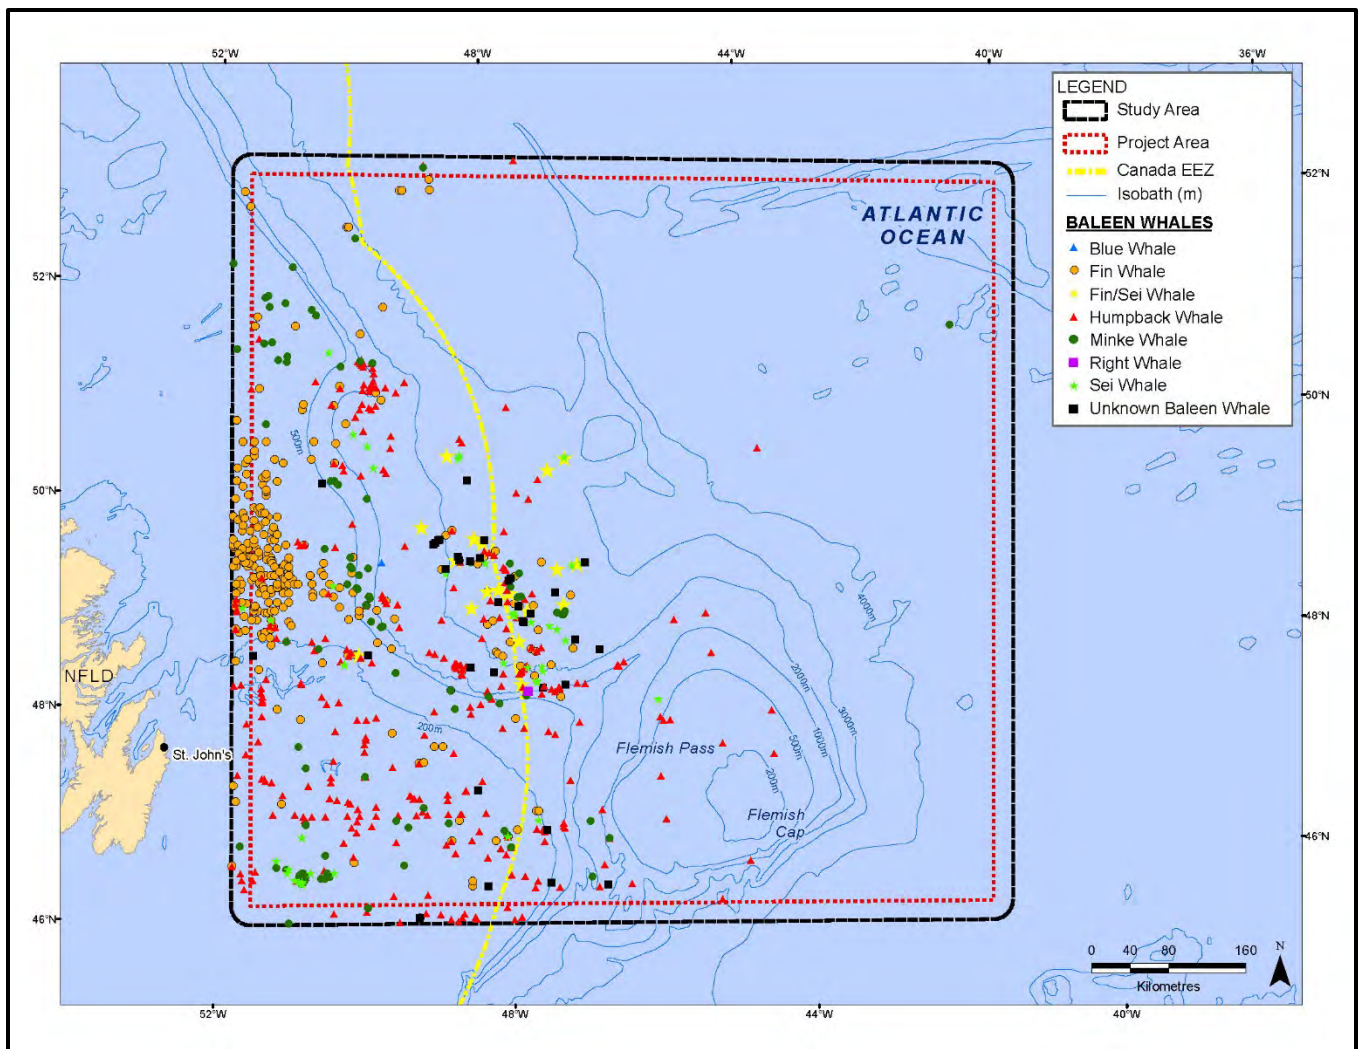 52°W
48°W
44°W
40°W
36°W
LEGEND
Study Area
Project Area
Canada EEZ
Isobath (m)
BALEEN WHALES
Blue Whale
Fin Whale
Fin/Sei Whale
Humpback Whale
Minke Whale
Right Whale
Sei Whale
Unknown Baleen Whale
52°N
ATLANTIC
OCEAN
52°N
50°N
500m
50°N
4000m
48°N
NFLD
2000m
48°N
3000m
200m
1000m
St. John's
Flemish Pass
500m
200m
Flemish
Cap
46°N
46°N
0 40 80 160
Kilometres
N
52°W
48°W
44°W
40°W